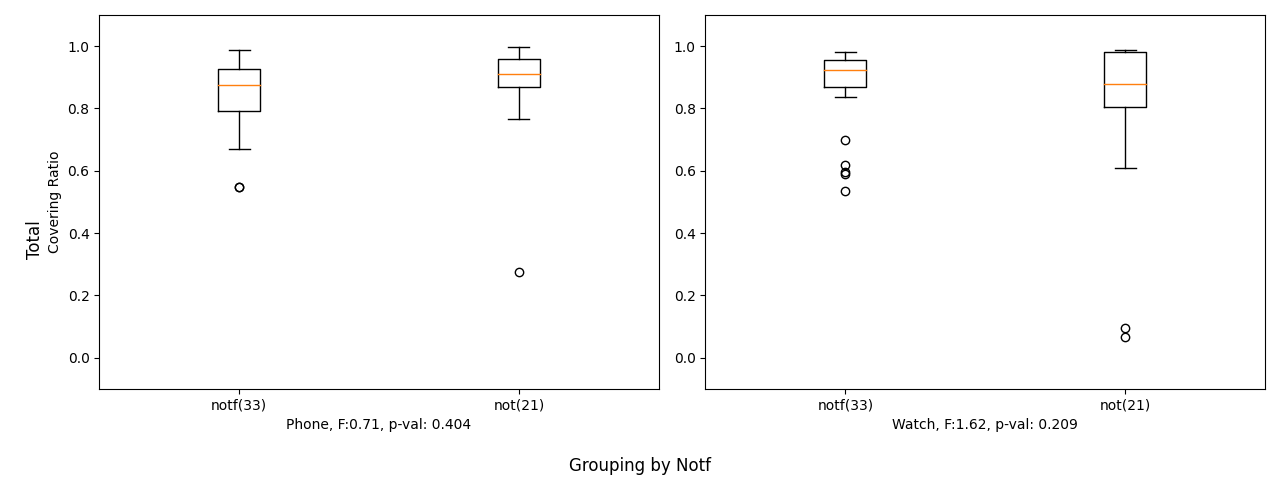 Total
Covering Ratio
1.0
0.8
0.6
0.4
0.2
0.0
notf(33)
not(21)
Phone, F:0.71, p-val: 0.404
1.0
0.8
0.6
0.4
0.2
0.0
notf(33)
not(21)
Watch, F:1.62, p-val: 0.209
Grouping by Notf